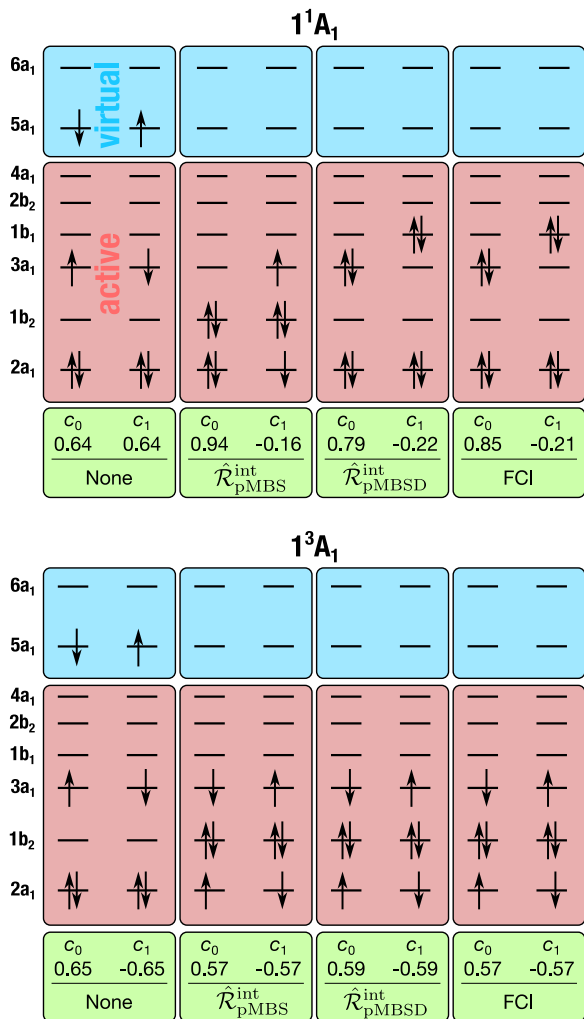 1¹A₁
6a₁
virtual
5a₁
4a₁
2b₂
1b₁
active
3a₁
1b₂
2a₁
c₀ c₁ c₀ c₁ c₀ c₁ c₀ c₁
0.64 0.64 0.94 -0.16 0.79 -0.22 0.85 -0.21
None R̂ⁱⁿᵗ_pMBS R̂ⁱⁿᵗ_pMBSD FCI
1³A₁
6a₁
5a₁
4a₁
2b₂
1b₁
3a₁
1b₂
2a₁
c₀ c₁ c₀ c₁ c₀ c₁ c₀ c₁
0.65 -0.65 0.57 -0.57 0.59 -0.59 0.57 -0.57
None R̂ⁱⁿᵗ_pMBS R̂ⁱⁿᵗ_pMBSD FCI